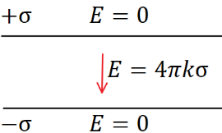 +σ E = 0
E = 4πkσ
−σ E = 0